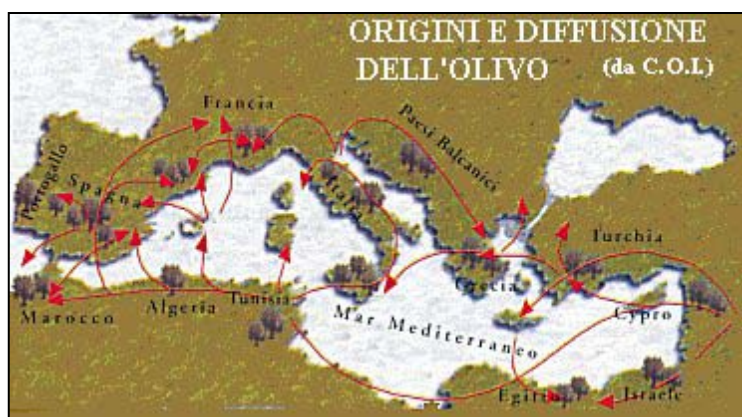 ORIGINI E DIFFUSIONE
DELL'OLIVO (da C.O.I.)
Francia
Paesi Balcanici
Portogallo
Spagna
Italia
Turchia
Grecia
Cypro
Marocco
Algeria
Tunisia
Mar Mediterraneo
Egitto
Israele